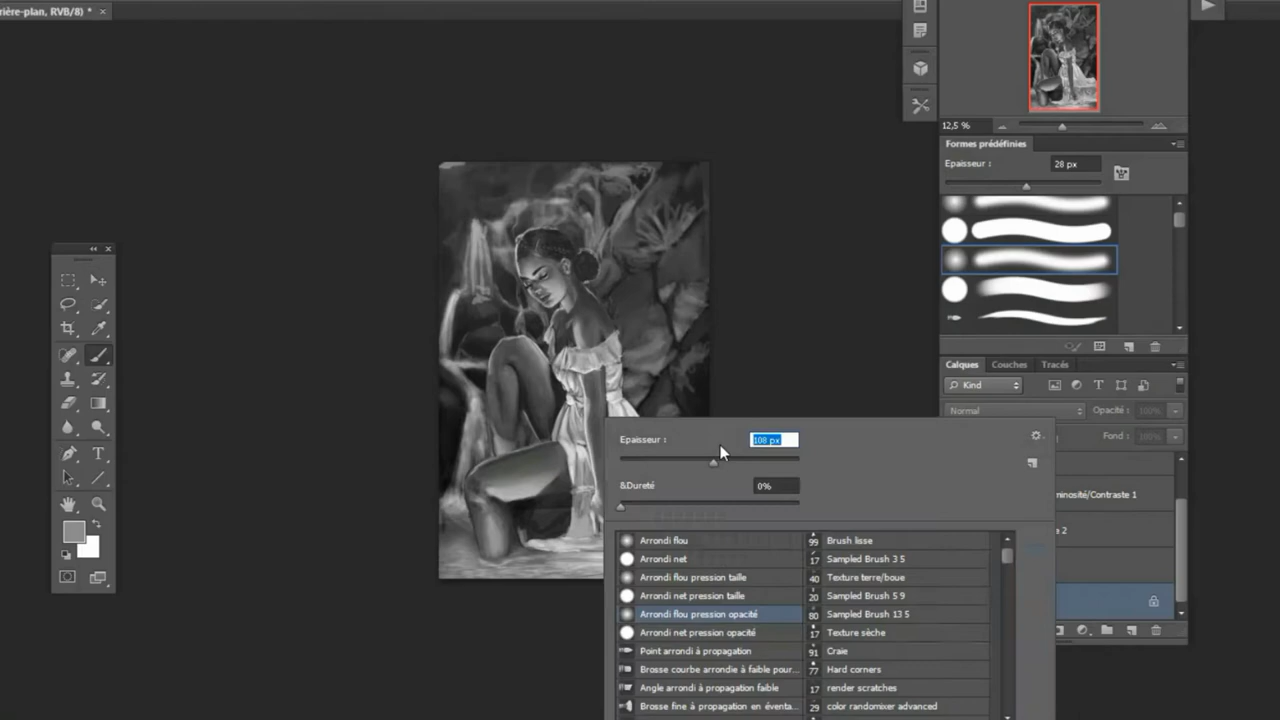 rière-plan, RVB/8) *
12,5 %
Formes prédéfinies
Epaisseur :
28 px
Calques
Couches
Tracés
Kind
Normal
Opacité :
100%
Fond :
100%
minosité/Contraste 1
e 2
Epaisseur :
108 px
&Dureté
0%
Arrondi flou
99
Brush lisse
Arrondi net
17
Sampled Brush 3 5
Arrondi flou pression taille
40
Texture terre/boue
Arrondi net pression taille
20
Sampled Brush 5 9
Arrondi flou pression opacité
80
Sampled Brush 13 5
Arrondi net pression opacité
17
Texture sèche
Point arrondi à propagation
91
Craie
Brosse courbe arrondie à faible pour...
77
Hard corners
Angle arrondi à propagation faible
17
render scratches
Brosse fine à propagation en éventa...
29
color randomixer advanced